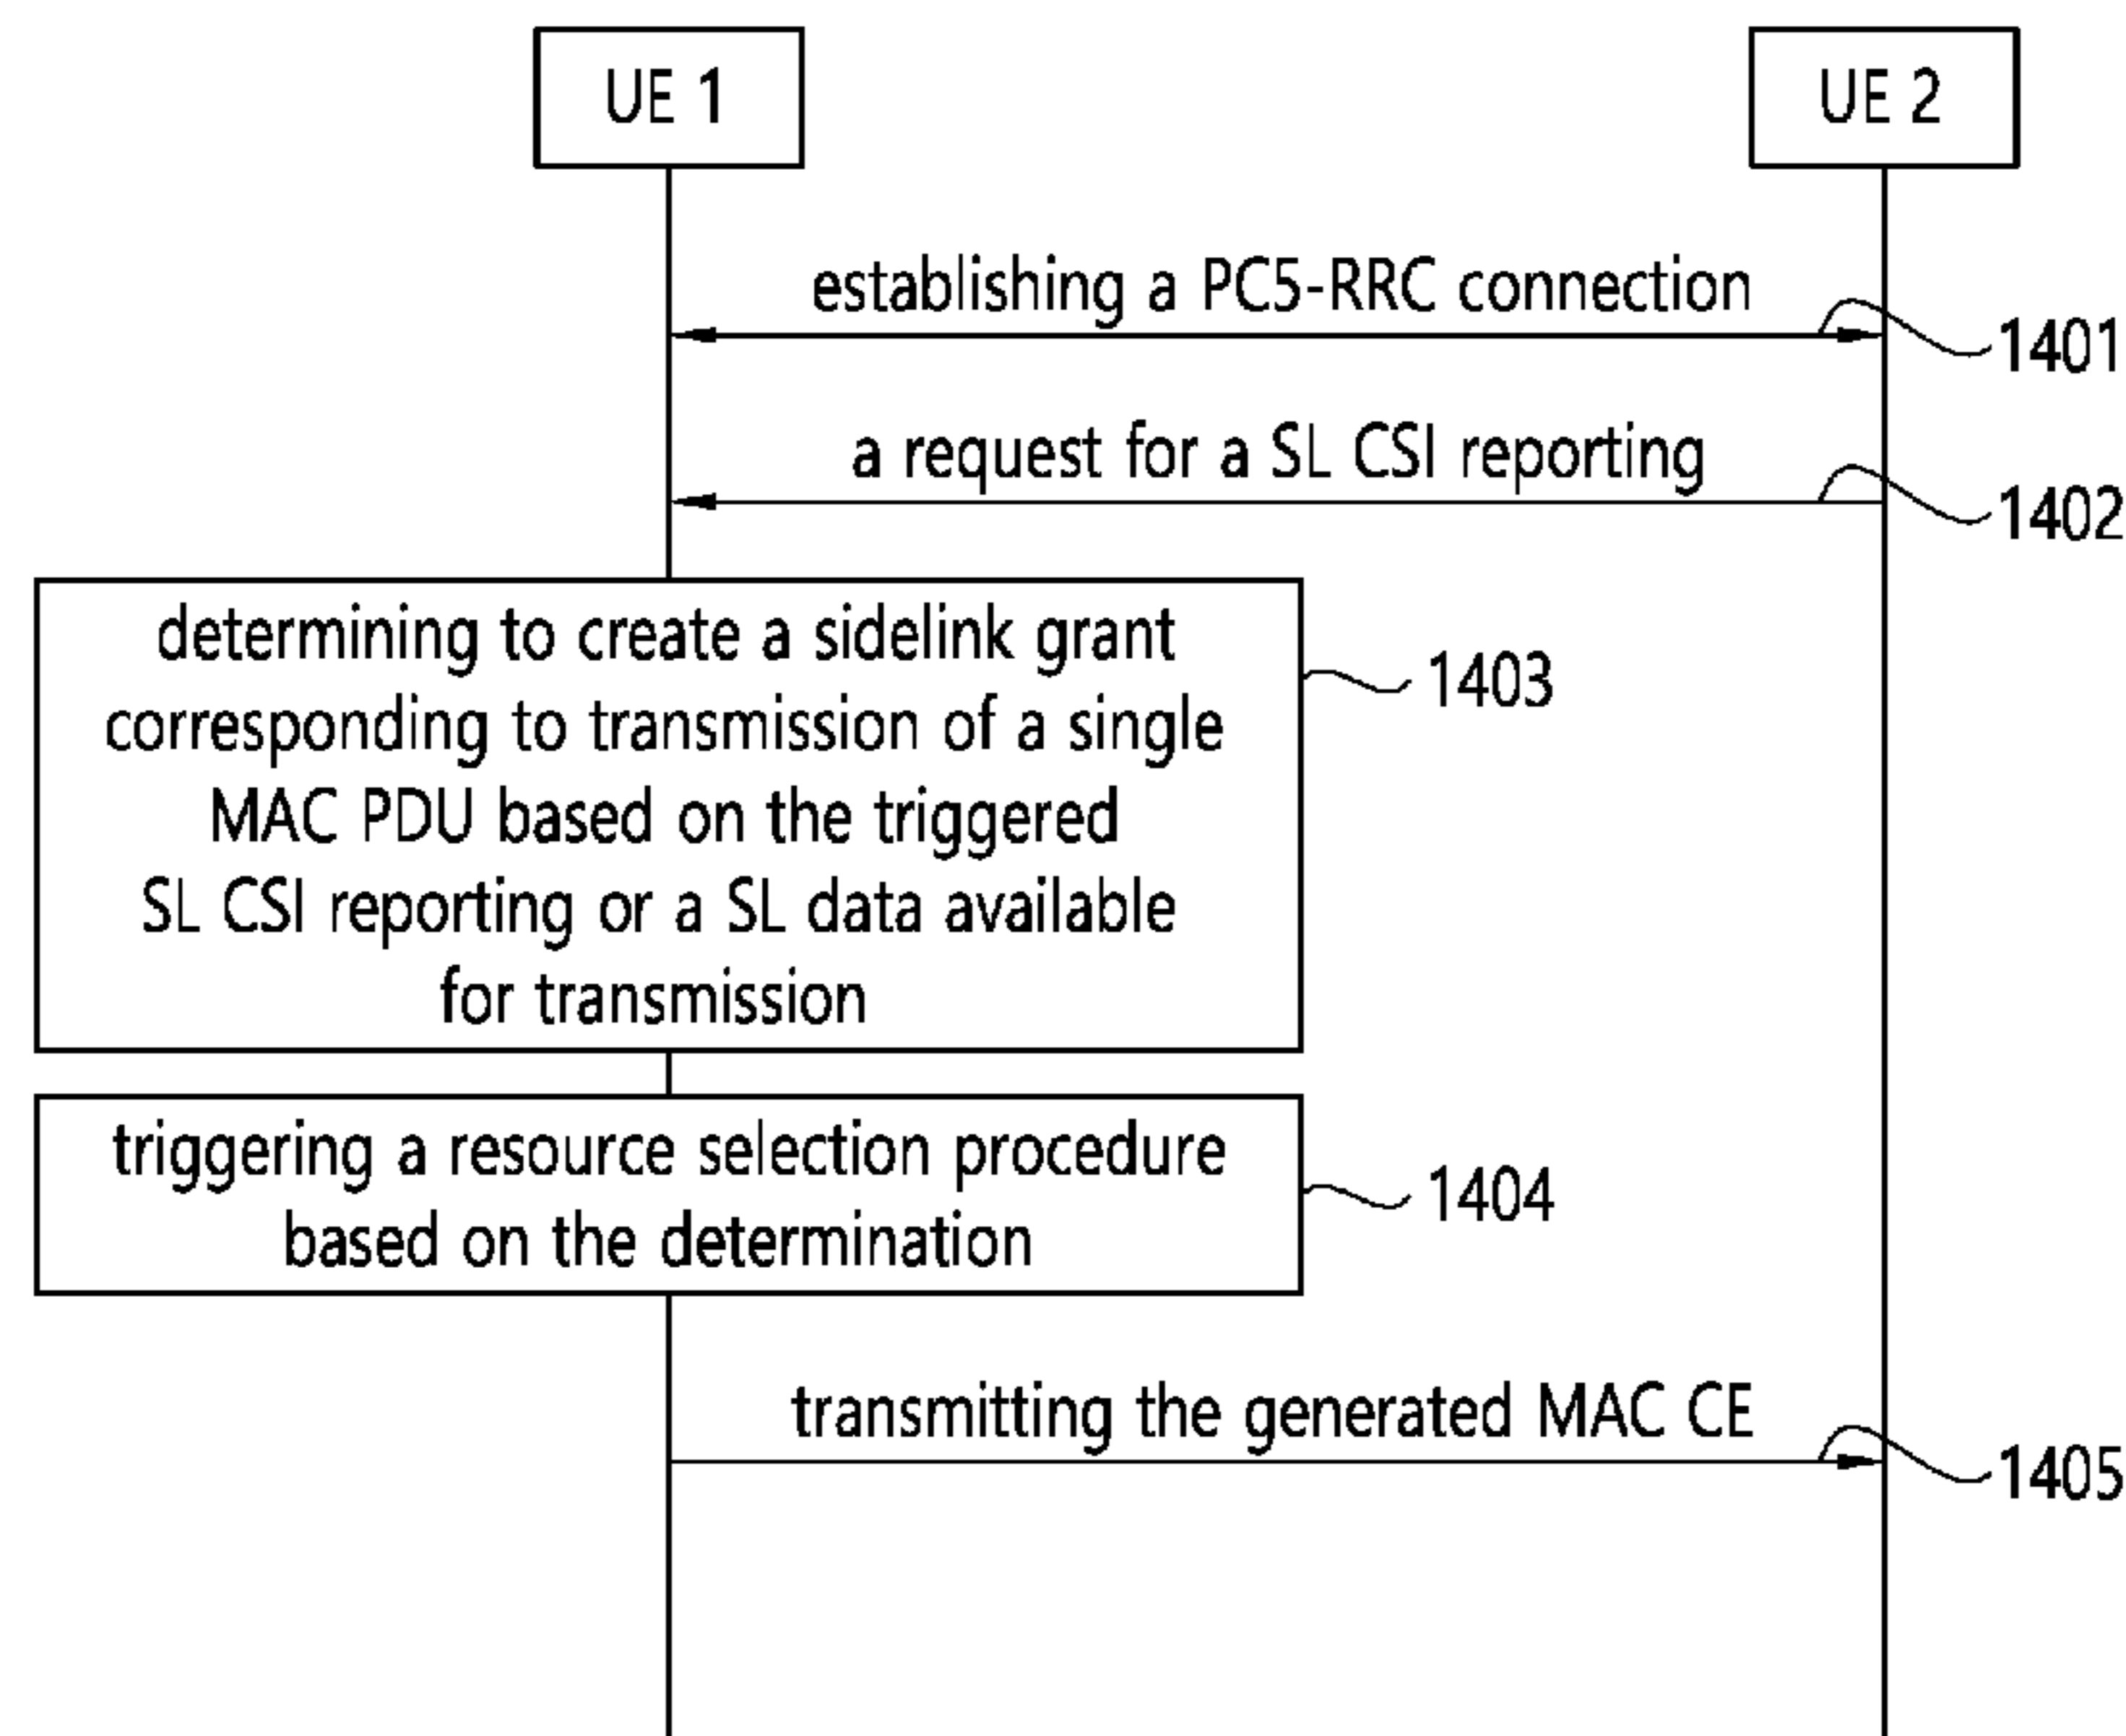 UE 1
UE 2
establishing a PC5-RRC connection
1401
a request for a SL CSI reporting
1402
determining to create a sidelink grant
corresponding to transmission of a single
MAC PDU based on the triggered
SL CSI reporting or a SL data available
for transmission
1403
triggering a resource selection procedure
based on the determination
1404
transmitting the generated MAC CE
1405